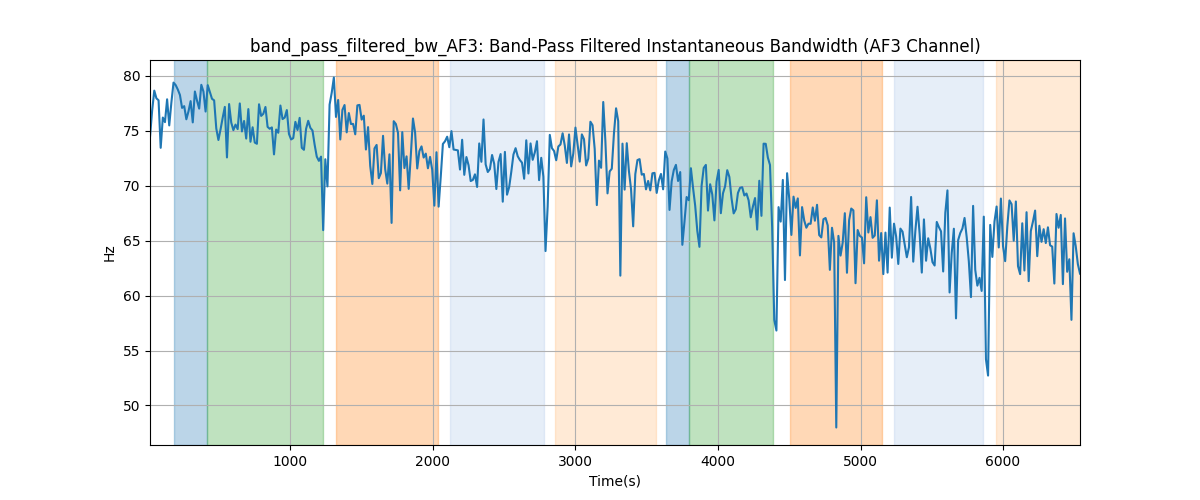 band_pass_filtered_bw_AF3: Band-Pass Filtered Instantaneous Bandwidth (AF3 Channel)
80
75
70
65
60
55
50
Hz
1000 2000 3000 4000 5000 6000
Time(s)